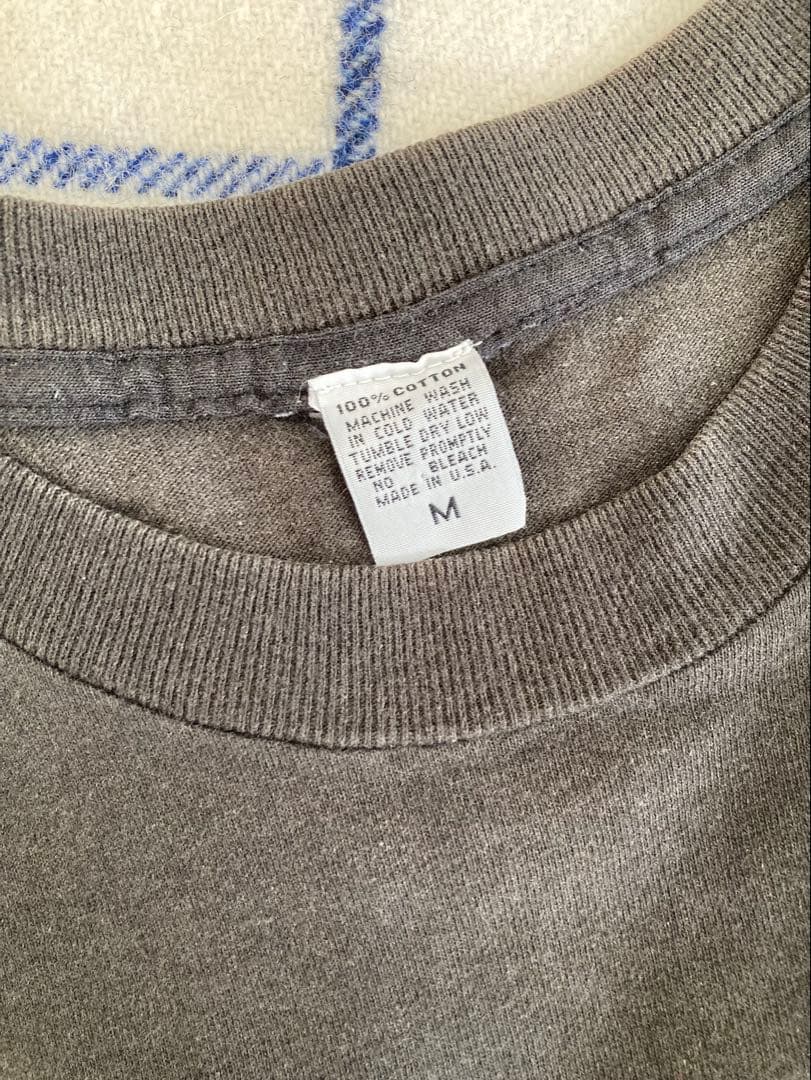 100% COTTON
MACHINE WASH
IN COLD WATER
TUMBLE DRY LOW
REMOVE PROMPTLY
NO BLEACH
MADE IN U.S.A.
M